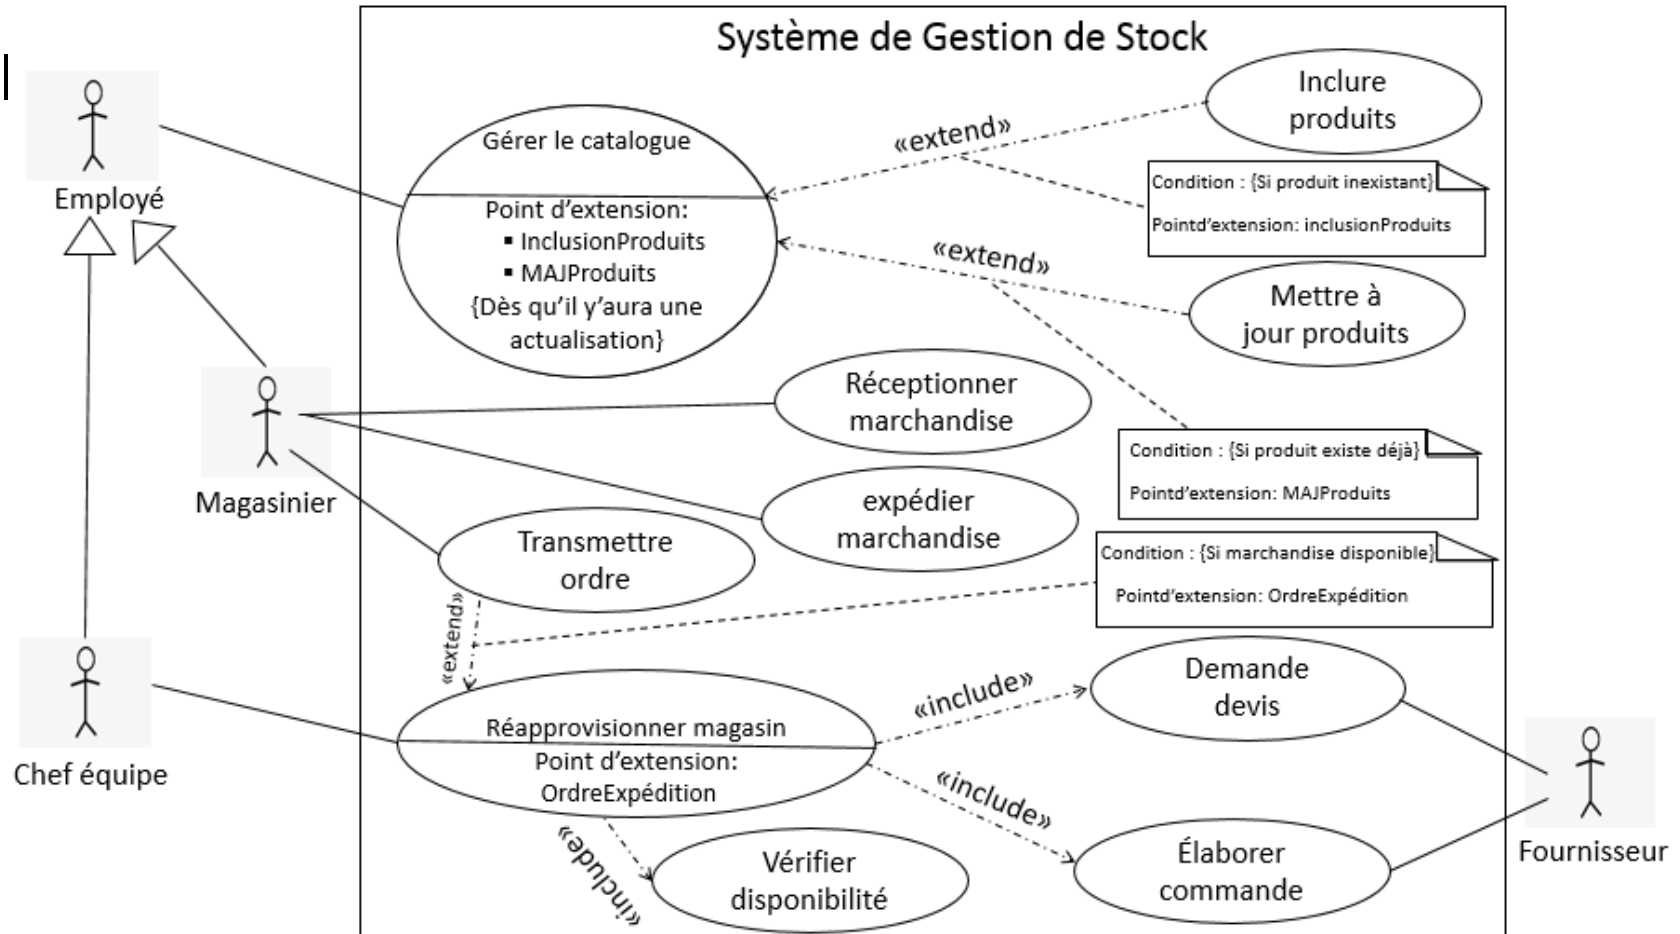 Système de Gestion de Stock
Employé
Gérer le catalogue
Point d’extension:
▪ InclusionProduits
▪ MAJProduits
{Dès qu’il y’aura une
actualisation}
«extend»
Inclure
produits
Condition : {Si produit inexistant}
Pointd’extension: inclusionProduits
«extend»
Mettre à
jour produits
Magasinier
Réceptionner
marchandise
Condition : {Si produit existe déjà}
Pointd’extension: MAJProduits
expédier
marchandise
Transmettre
ordre
Condition : {Si marchandise disponible}
Pointd’extension: OrdreExpédition
«extend»
Chef équipe
Réapprovisionner magasin
Point d’extension:
OrdreExpédition
«include»
Demande
devis
«include»
Élaborer
commande
Fournisseur
«include»
Vérifier
disponibilité